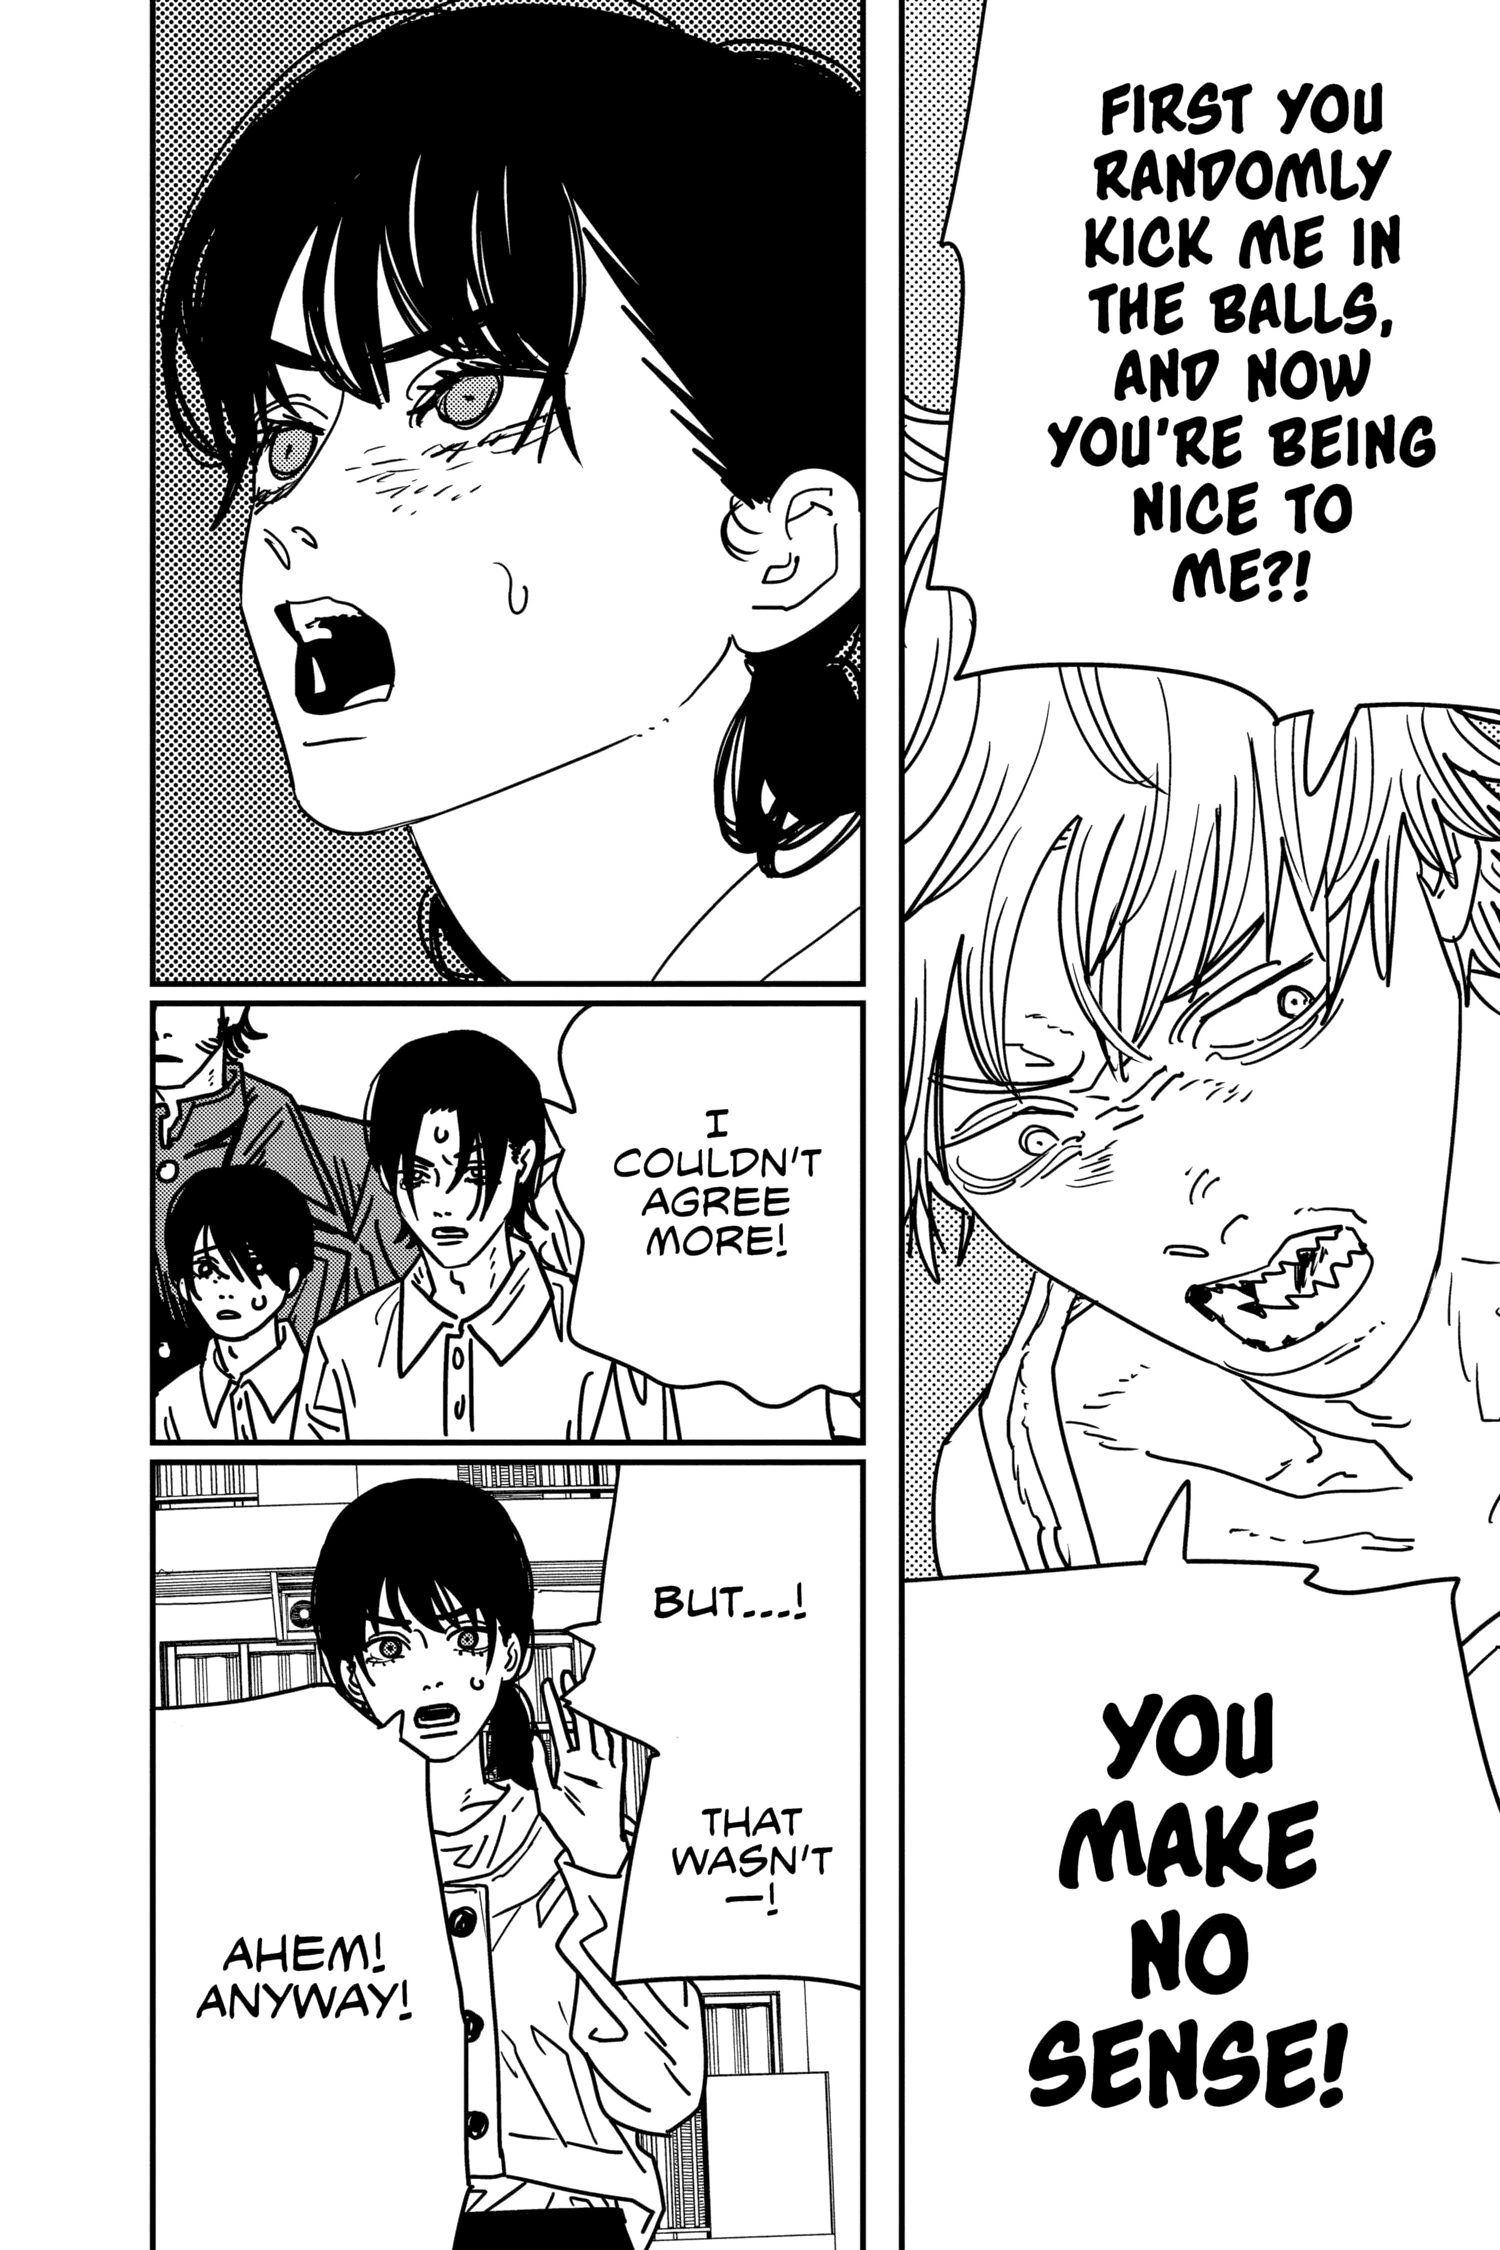 FIRST YOU
RANDOMLY
KICK ME IN
THE BALLS,
AND NOW
YOU'RE BEING
NICE TO
ME?!
YOU
MAKE
NO
SENSE!
I
COULDN'T
AGREE
MORE!
BUT...!
THAT
WASN'T
—!
AHEM!
ANYWAY!